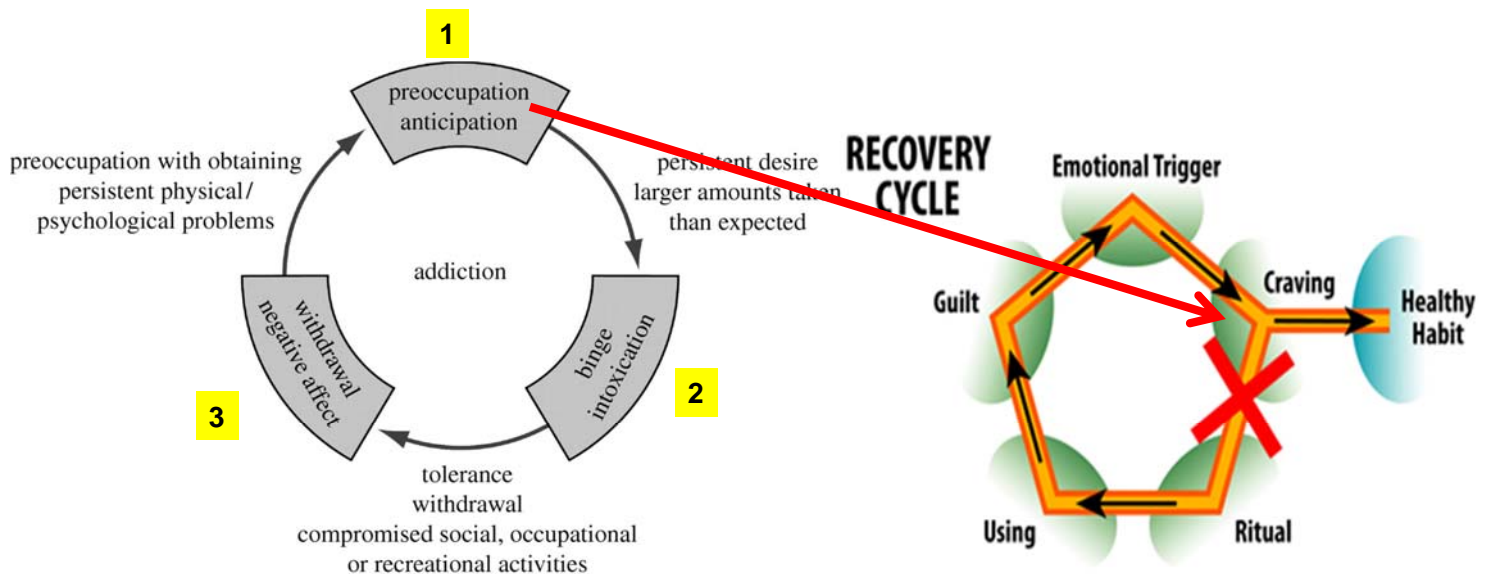 1
preoccupation
anticipation
preoccupation with obtaining
persistent physical/
psychological problems
persistent desire
larger amounts taken
than expected
addiction
withdrawal
negative affect
binge
intoxication
3
2
tolerance
withdrawal
compromised social, occupational
or recreational activities
RECOVERY
CYCLE
Emotional Trigger
Craving
Healthy
Habit
Guilt
Using
Ritual